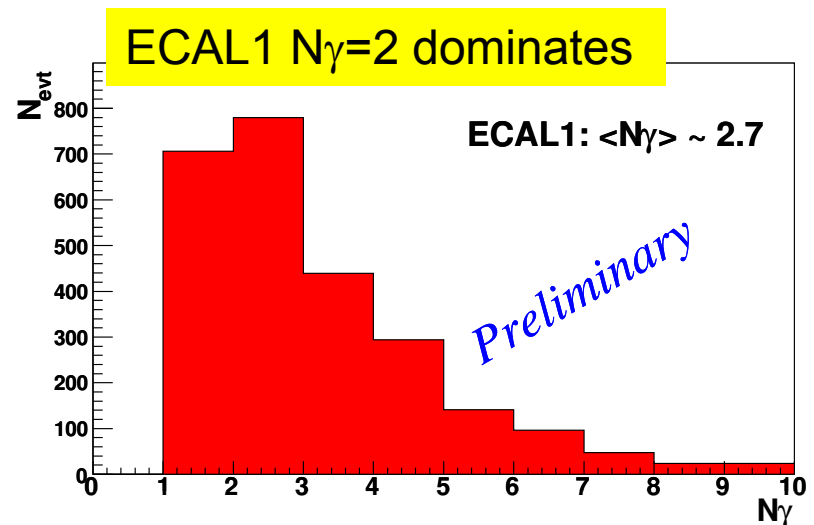 ECAL1 Nγ=2 dominates
N_evt
800
700
600
500
400
300
200
100
0
ECAL1: <Nγ> ~ 2.7
Preliminary
0 1 2 3 4 5 6 7 8 9 10
Nγ